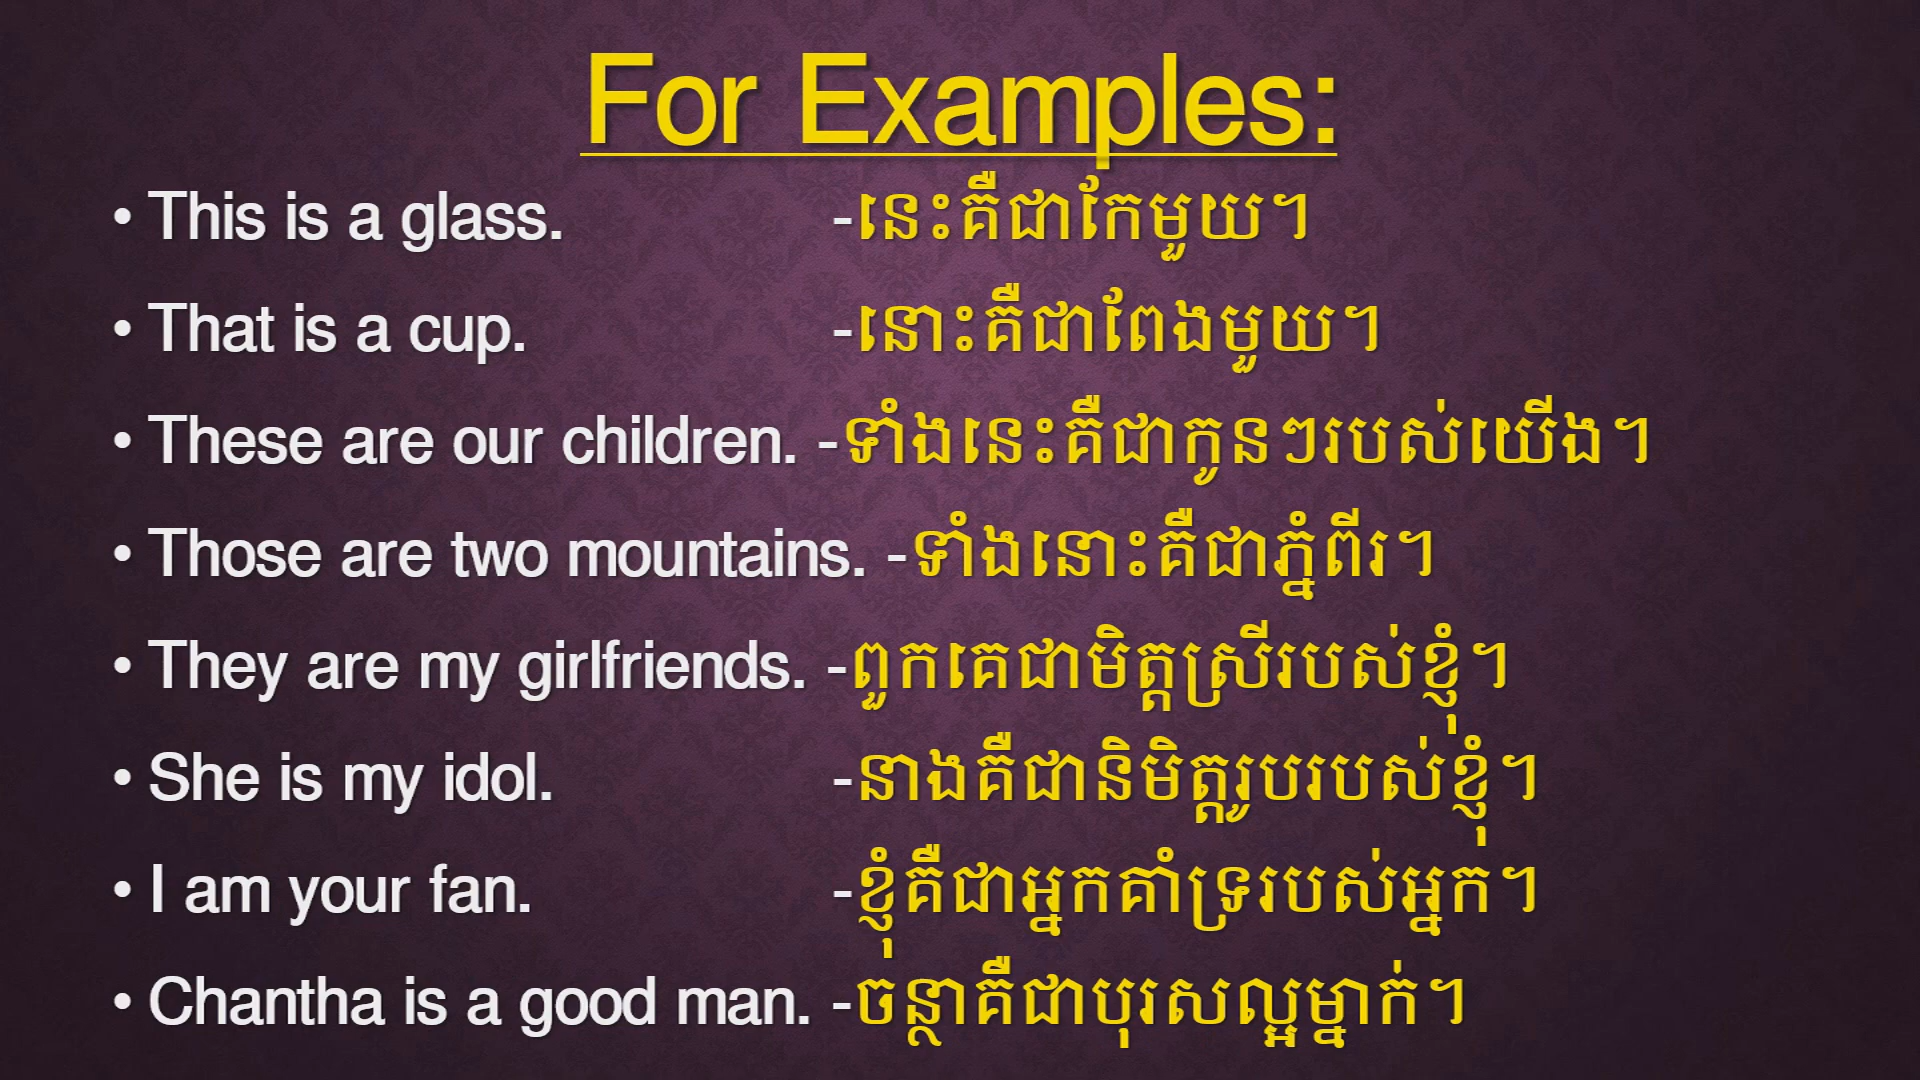 For Examples:
• This is a glass. -នេះគឺជាកែមួយ។
• That is a cup. -នោះគឺជាពែងមួយ។
• These are our children. -ទាំងនេះគឺជាកូនៗរបស់យើង។
• Those are two mountains. -ទាំងនោះគឺជាភ្នំពីរ។
• They are my girlfriends. -ពួកគេជាមិត្តស្រីរបស់ខ្ញុំ។
• She is my idol. -នាងគឺជានិមិត្តរូបរបស់ខ្ញុំ។
• I am your fan. -ខ្ញុំគឺជាអ្នកគាំទ្ររបស់អ្នក។
• Chantha is a good man. -ចន្ថាគឺជាបុរសល្អម្នាក់។